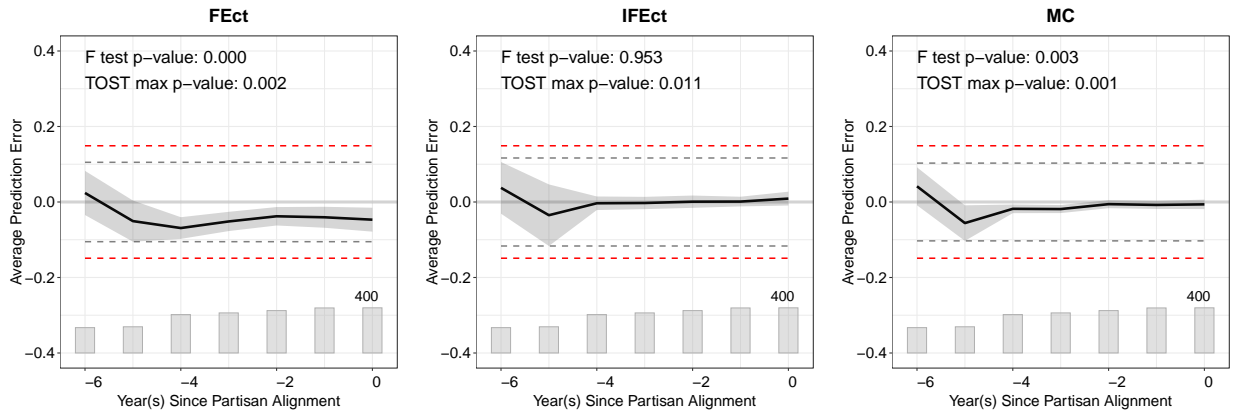 FEct
F test p−value: 0.000
TOST max p−value: 0.002
Average Prediction Error
0.4
0.2
0.0
−0.2
−0.4
400
−6
−4
−2
0
Year(s) Since Partisan Alignment
IFEct
F test p−value: 0.953
TOST max p−value: 0.011
Average Prediction Error
0.4
0.2
0.0
−0.2
−0.4
400
−6
−4
−2
0
Year(s) Since Partisan Alignment
MC
F test p−value: 0.003
TOST max p−value: 0.001
Average Prediction Error
0.4
0.2
0.0
−0.2
−0.4
400
−6
−4
−2
0
Year(s) Since Partisan Alignment